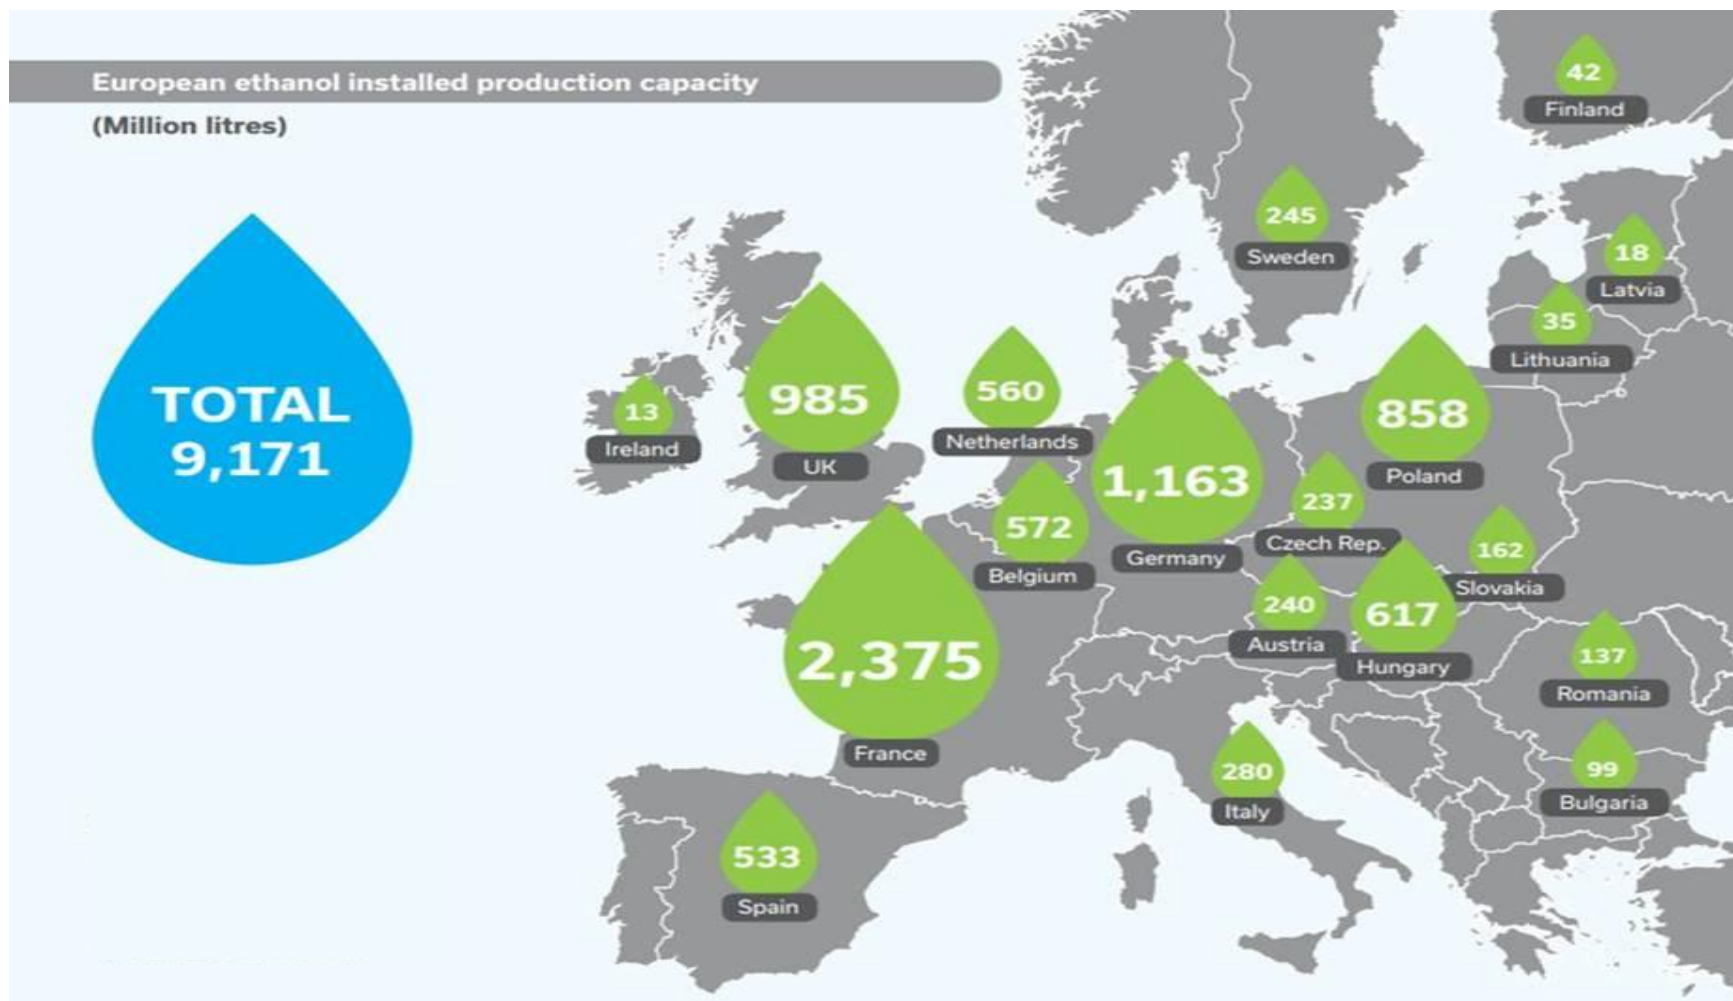 European ethanol installed production capacity
(Million litres)
TOTAL
9,171
42
Finland
245
Sweden
18
Latvia
35
Lithuania
13
Ireland
985
UK
560
Netherlands
1,163
Germany
858
Poland
572
Belgium
237
Czech Rep.
162
Slovakia
2,375
France
240
Austria
617
Hungary
137
Romania
280
Italy
99
Bulgaria
533
Spain